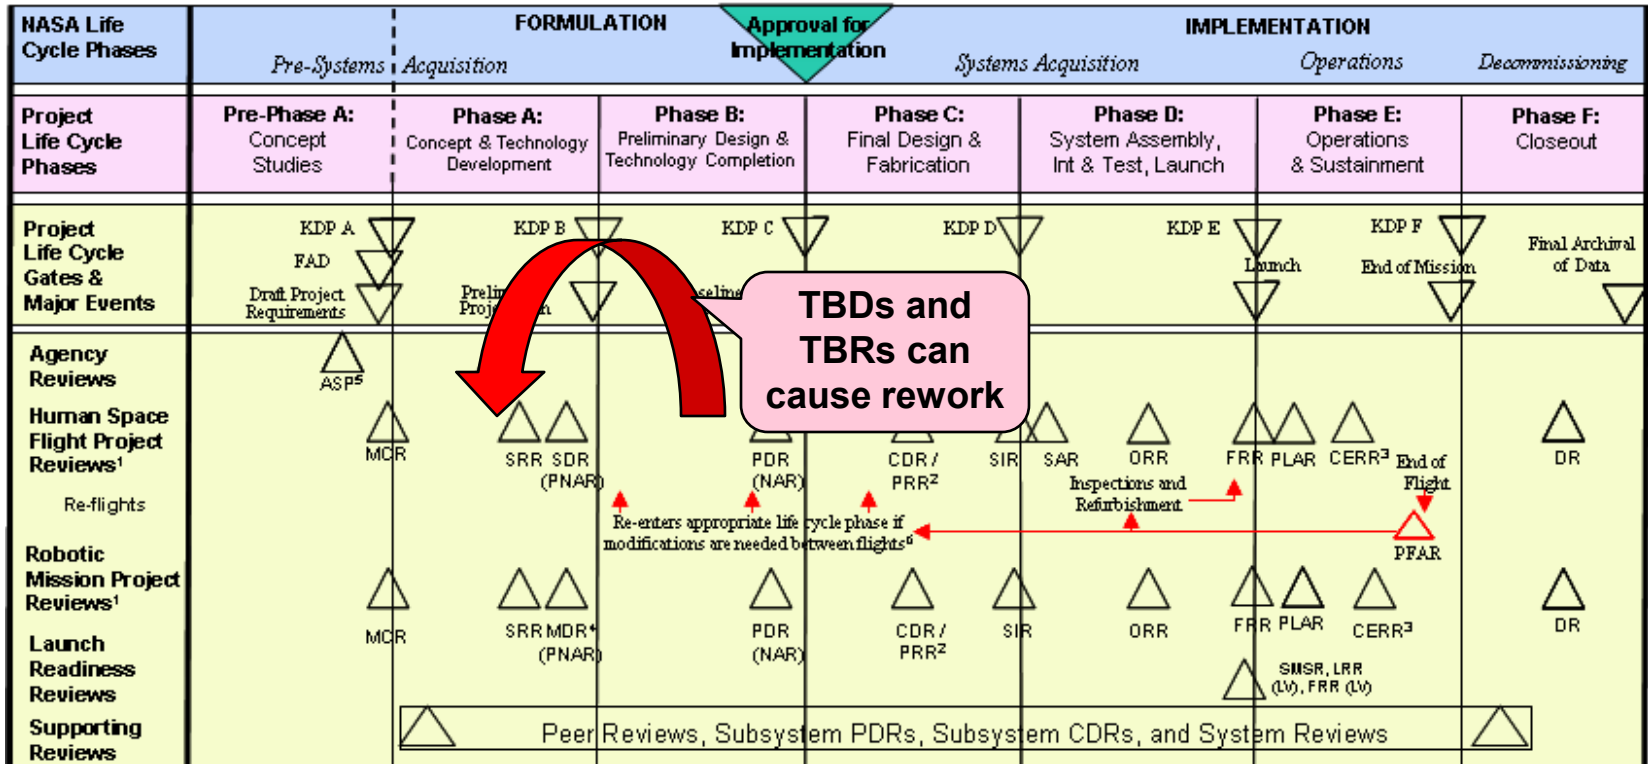 NASA Life
Cycle Phases
FORMULATION
Approval for
Implementation
IMPLEMENTATION
Pre-Systems Acquisition
Systems Acquisition
Operations
Decommissioning
Project
Life Cycle
Phases
Pre-Phase A:
Concept
Studies
Phase A:
Concept & Technology
Development
Phase B:
Preliminary Design &
Technology Completion
Phase C:
Final Design &
Fabrication
Phase D:
System Assembly,
Int & Test, Launch
Phase E:
Operations
& Sustainment
Phase F:
Closeout
Project
Life Cycle
Gates &
Major Events
KDP A
FAD
Draft Project
Requirements
KDP B
KDP C
KDP D
KDP E
Launch
KDP F
End of Mission
Final Archival
of Data
TBDs and
TBRs can
cause rework
Agency
Reviews
ASP5
Human Space
Flight Project
Reviews1
MCR
SRR SDR
(PNAR)
PDR
(NAR)
CDR /
PRR2
SIR
SAR
ORR
FRR PLAR
CERR3
DR
Re-flights
Re-enters appropriate life cycle phase if
modifications are needed between flights6
Inspections and
Refurbishment
End of
Flight
PFAR
Robotic
Mission Project
Reviews1
MCR
SRR MDR4
(PNAR)
PDR
(NAR)
CDR /
PRR2
SIR
ORR
FRR PLAR
CERR3
DR
Launch
Readiness
Reviews
SMSR, LRR
(LV), FRR (LV)
Supporting
Reviews
Peer Reviews, Subsystem PDRs, Subsystem CDRs, and System Reviews